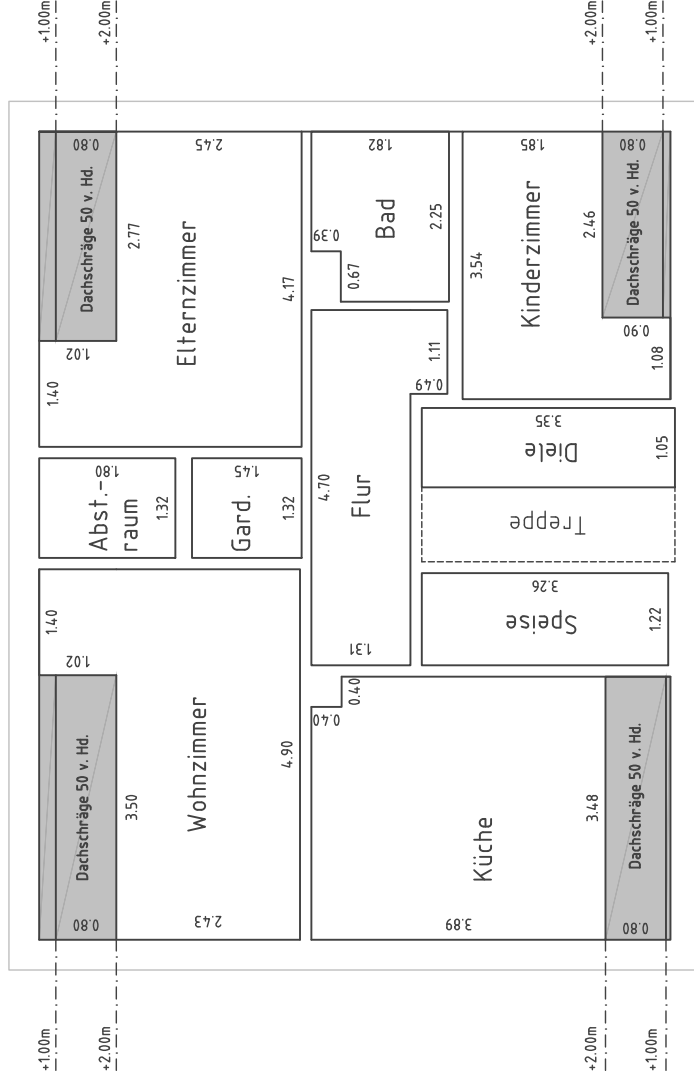 +1.00m
+2.00m
+2.00m
+1.00m
0.80
2.45
Dachschräge 50 v. Hd.
2.77
Elternzimmer
4.17
1.02
1.40
1.82
0.39
Bad
2.25
0.67
1.85
0.80
Kinderzimmer
2.46
Dachschräge 50 v. Hd.
3.54
0.90
1.08
1.11
0.49
4.70
Flur
1.31
1.80
Abst.-
raum
1.32
1.45
Gard.
1.32
3.35
Diele
1.05
Treppe
3.26
Speise
1.22
1.40
1.02
Dachschräge 50 v. Hd.
Wohnzimmer
3.50
4.90
0.80
2.43
0.40
0.40
Küche
3.48
Dachschräge 50 v. Hd.
3.89
0.80
+1.00m
+2.00m
+2.00m
+1.00m